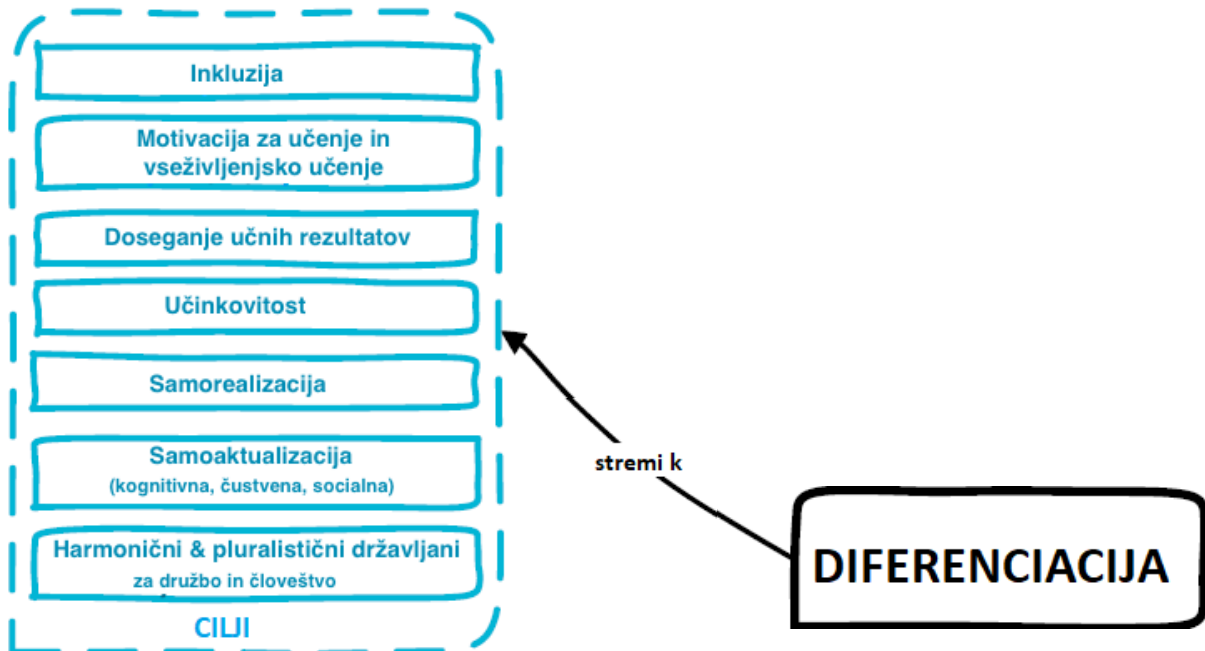 Inkluzija
Motivacija za učenje in
vseživljenjsko učenje
Doseganje učnih rezultatov
Učinkovitost
Samorealizacija
Samoaktualizacija
(kognitivna, čustvena, socialna)
Harmonični & pluralistični državljani
za družbo in človeštvo
CILJI
stremi k
DIFERENCIACIJA